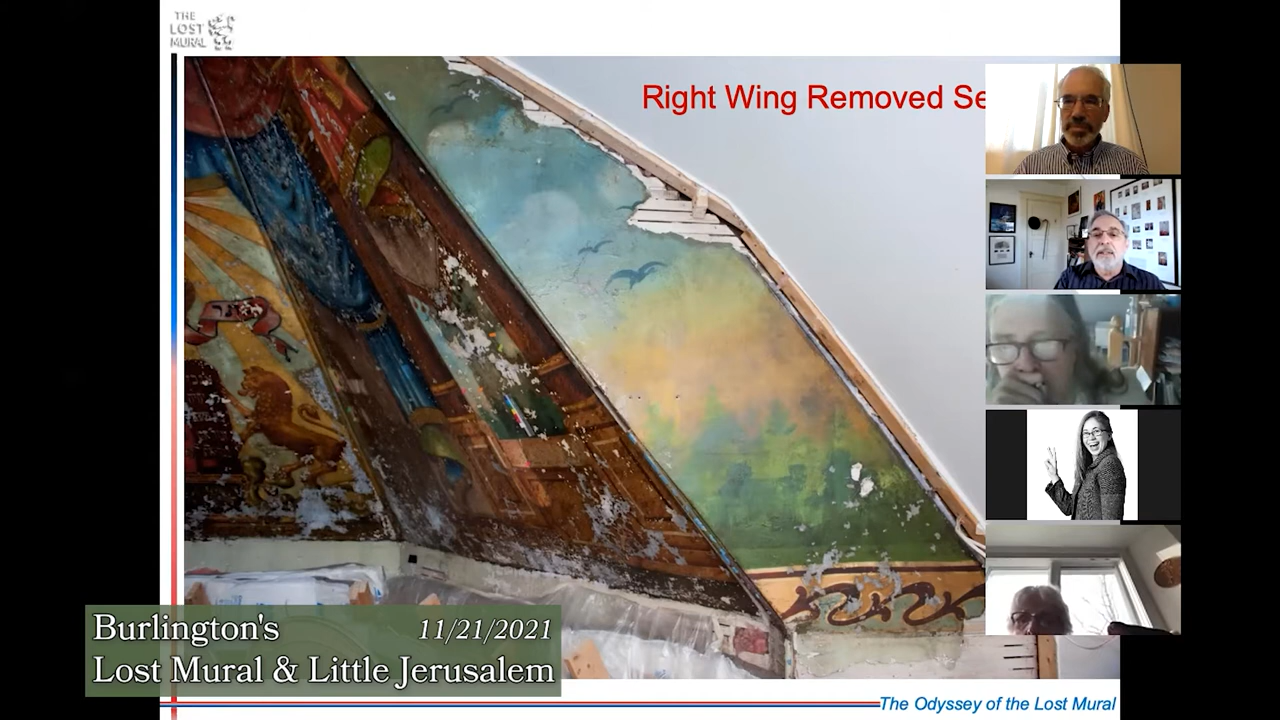 THE
LOST
MURAL
Right Wing Removed Se
Burlington's
11/21/2021
Lost Mural & Little Jerusalem
The Odyssey of the Lost Mural